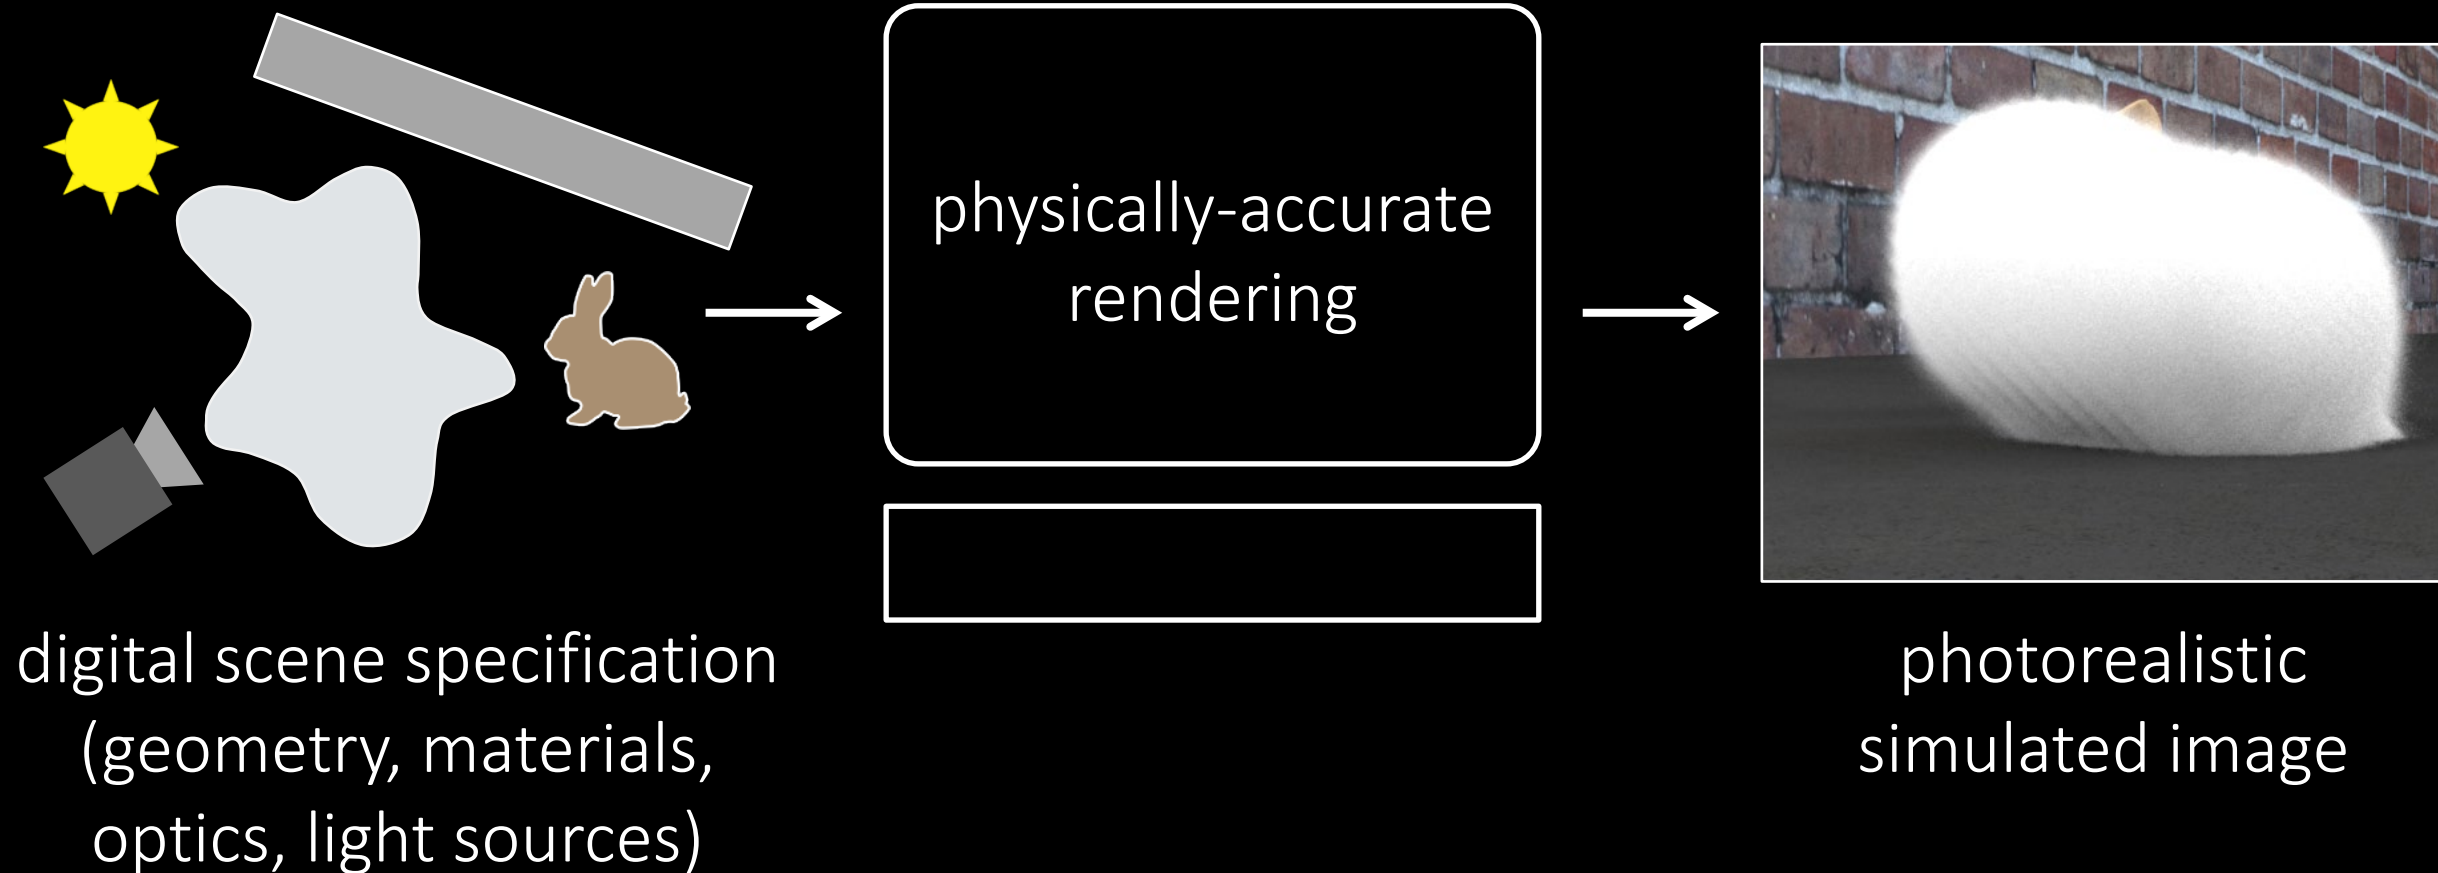 physically-accurate
rendering
digital scene specification
(geometry, materials,
optics, light sources)
photorealistic
simulated image